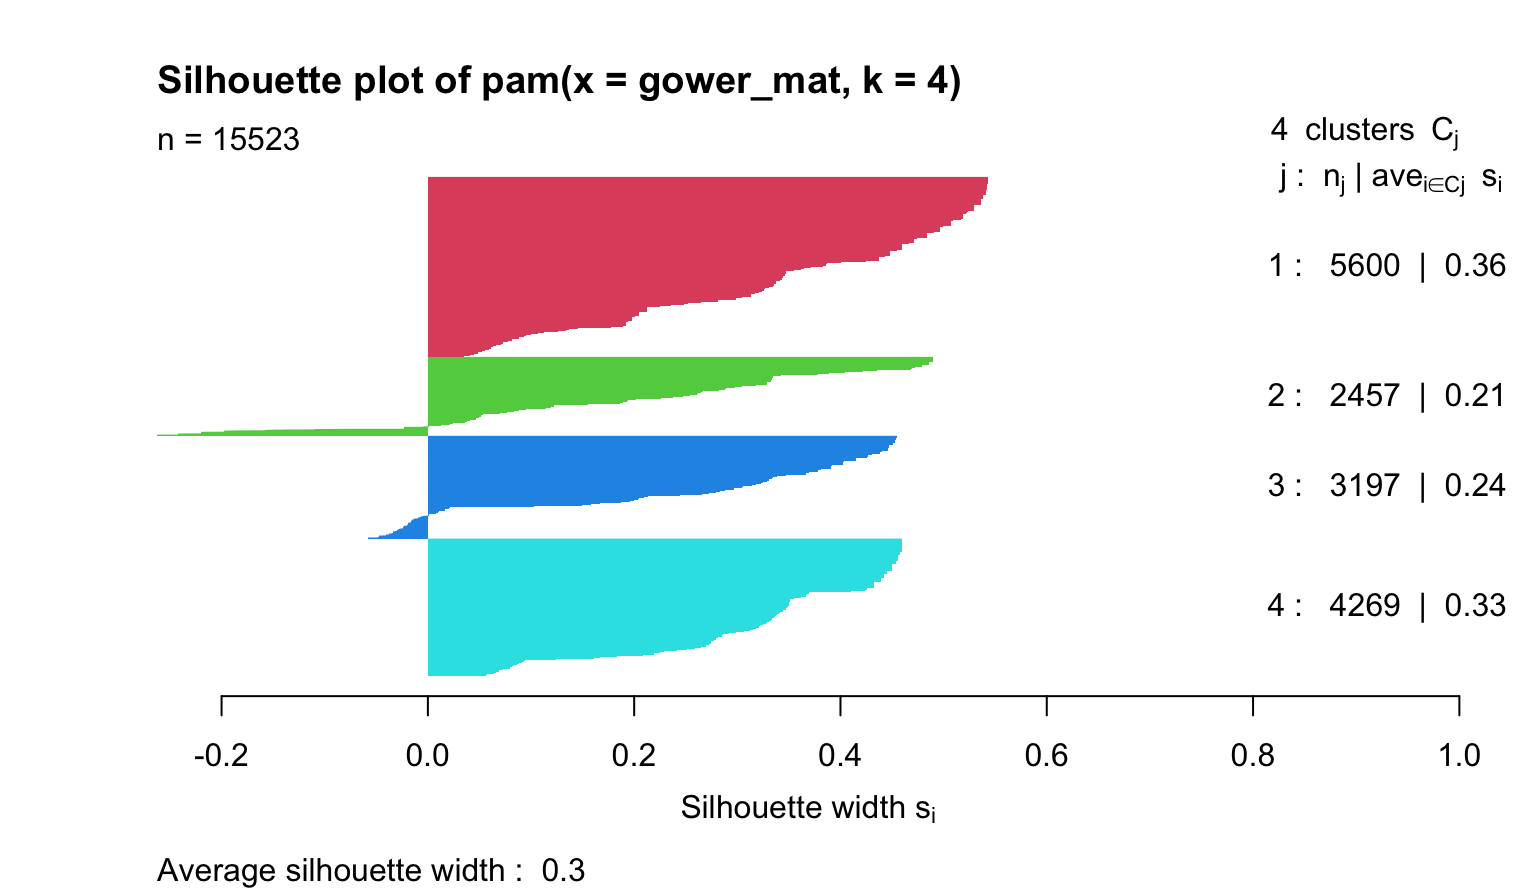 Silhouette plot of pam(x = gower_mat, k = 4)
n = 15523
4 clusters Cj
j : nj | avei∈Cj si
1 : 5600 | 0.36
2 : 2457 | 0.21
3 : 3197 | 0.24
4 : 4269 | 0.33
-0.2 0.0 0.2 0.4 0.6 0.8 1.0
Silhouette width si
Average silhouette width : 0.3